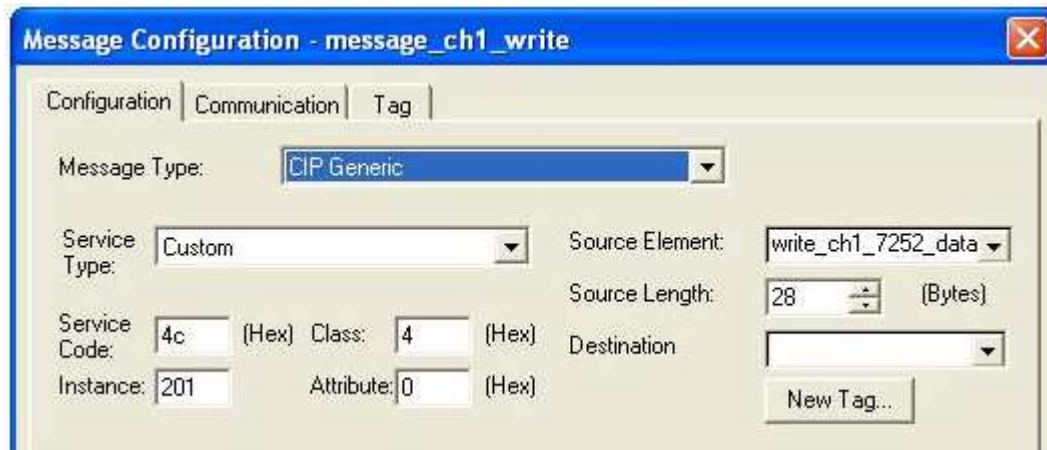 Message Configuration - message_ch1_write
Configuration Communication Tag
Message Type: CIP Generic
Service Type: Custom
Source Element: write_ch1_7252_data
Source Length: 28 (Bytes)
Service Code: 4c (Hex) Class: 4 (Hex)
Destination
Instance: 201 Attribute: 0 (Hex)
New Tag...